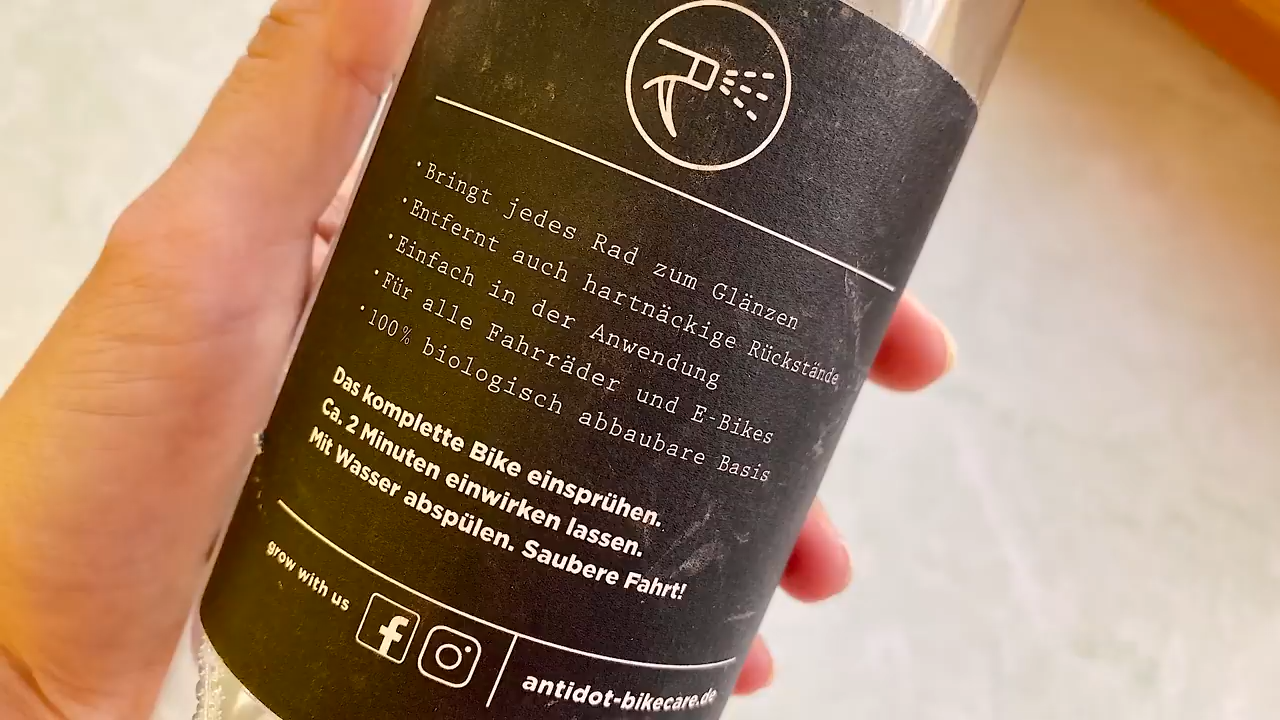 · Bringt jedes Rad zum Glänzen
· Entfernt auch hartnäckige Rückstände
· Einfach in der Anwendung
· Für alle Fahrräder und E-Bikes
· 100% biologisch abbaubare Basis
Das komplette Bike einsprühen.
Ca. 2 Minuten einwirken lassen.
Mit Wasser abspülen. Saubere Fahrt!
grow with us
antidot-bikecare.de